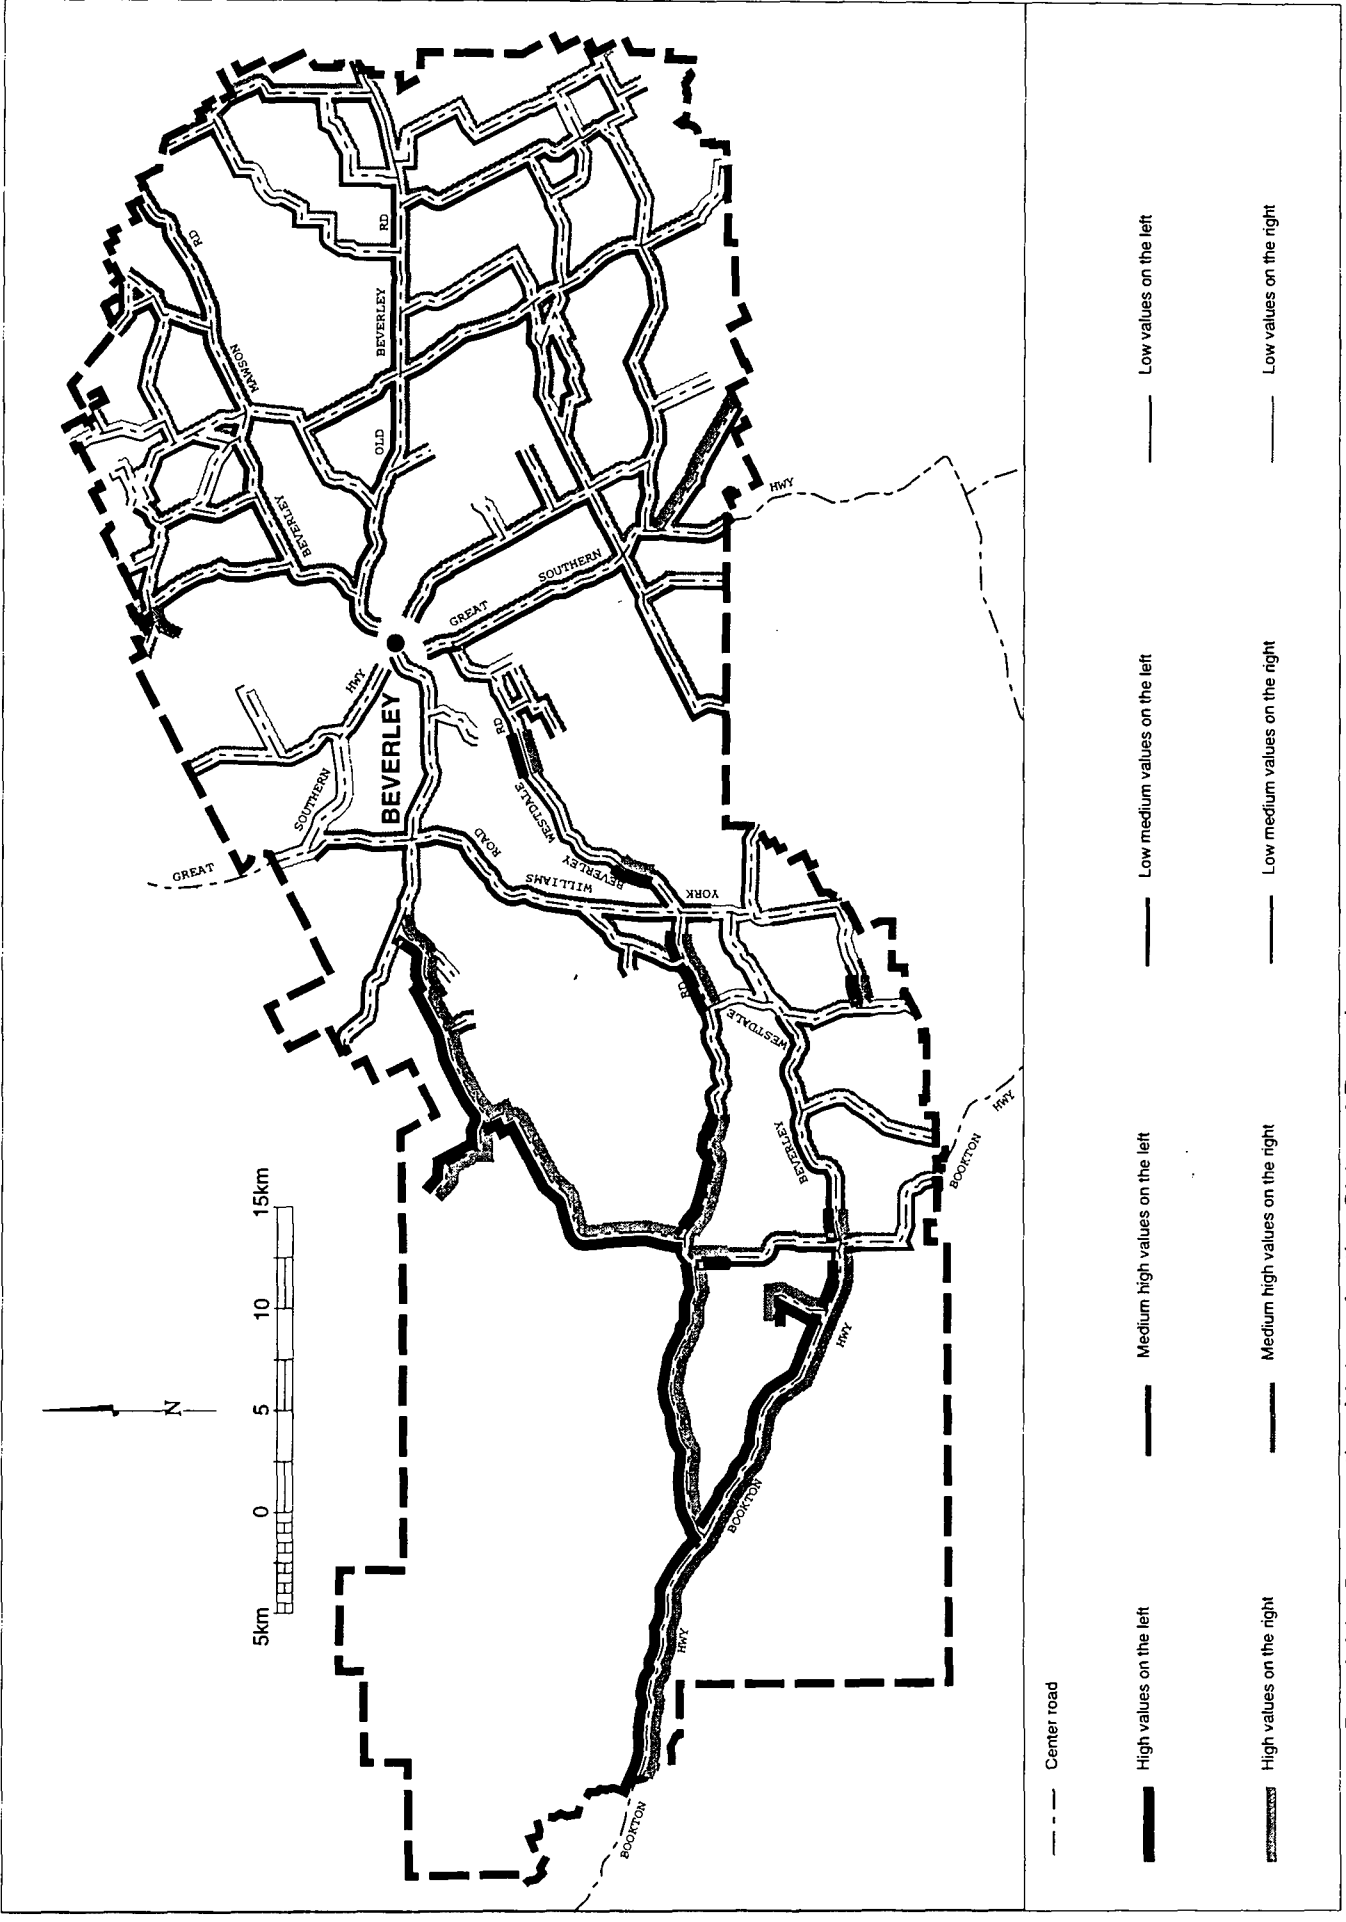 GREAT
SOUTHERN
HWY
BEVERLEY
BEVERLEY
MAWSON
RD
OLD
BEVERLEY
RD
GREAT
SOUTHERN
HWY
WILLIAMS
ROAD
YORK
BEVERLEY
WESTDALE
RD
RD
WESTDALE
BEVERLEY
BOOKTON
HWY
HWY
BOOKTON
HWY
BOOKTON
N
5km
0
5
10
15km
Center road
High values on the left
Medium high values on the left
Low medium values on the left
Low values on the left
High values on the right
Medium high values on the right
Low medium values on the right
Low values on the right